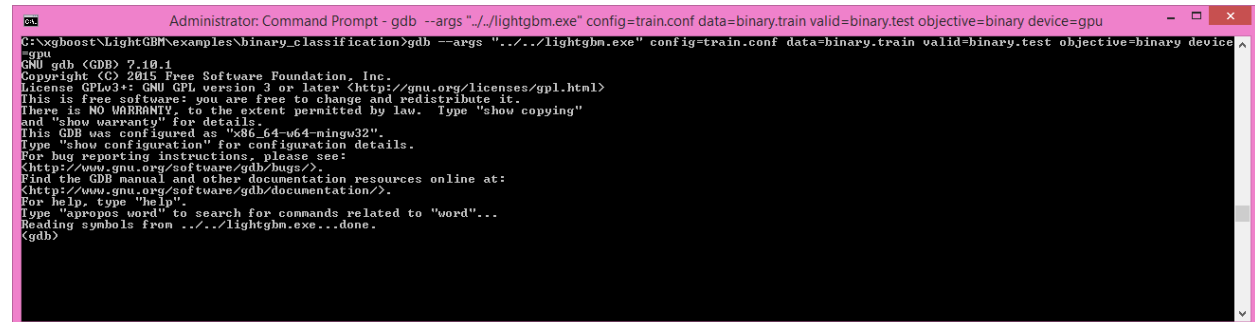 Administrator: Command Prompt - gdb --args "../../lightgbm.exe" config=train.conf data=binary.train valid=binary.test objective=binary device=gpu
C:\xgboost\LightGBM\examples\binary_classification>gdb --args "../../lightgbm.exe" config=train.conf data=binary.train valid=binary.test objective=binary device
=gpu
GNU gdb (GDB) 7.10.1
Copyright (C) 2015 Free Software Foundation, Inc.
License GPLv3+: GNU GPL version 3 or later <http://gnu.org/licenses/gpl.html>
This is free software: you are free to change and redistribute it.
There is NO WARRANTY, to the extent permitted by law.  Type "show copying"
and "show warranty" for details.
This GDB was configured as "x86_64-w64-mingw32".
Type "show configuration" for configuration details.
For bug reporting instructions, please see:
<http://www.gnu.org/software/gdb/bugs/>.
Find the GDB manual and other documentation resources online at:
<http://www.gnu.org/software/gdb/documentation/>.
For help, type "help".
Type "apropos word" to search for commands related to "word"...
Reading symbols from ../../lightgbm.exe...done.
(gdb)